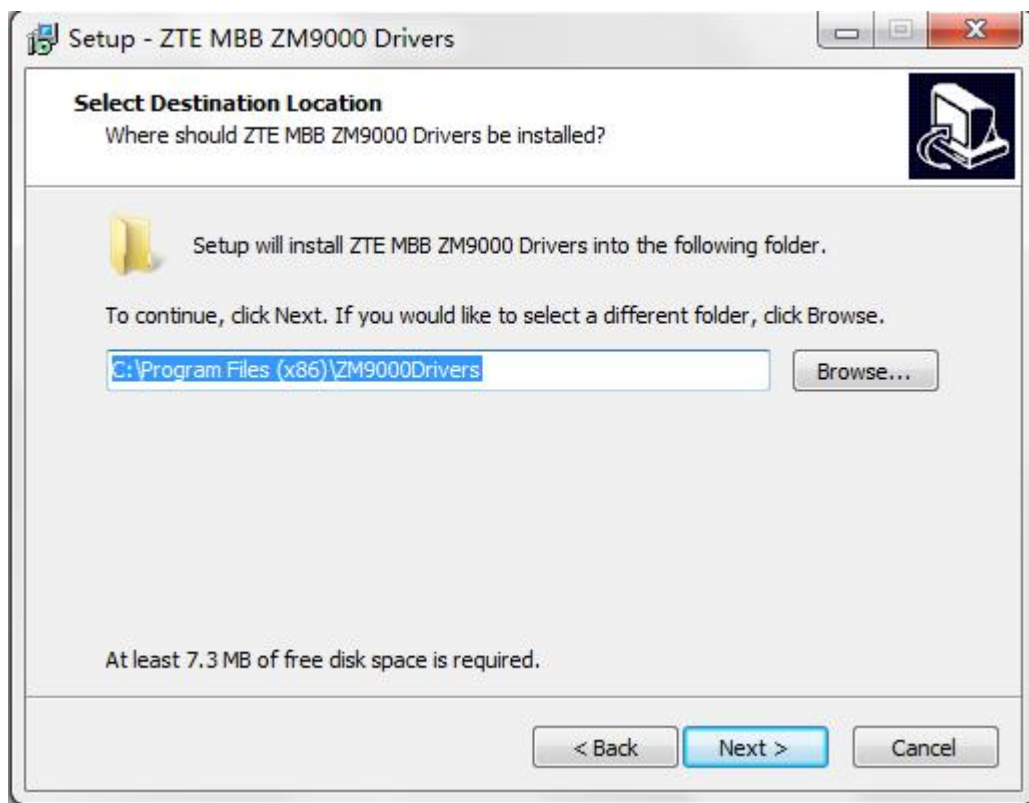 Setup - ZTE MBB ZM9000 Drivers
Select Destination Location
Where should ZTE MBB ZM9000 Drivers be installed?
Setup will install ZTE MBB ZM9000 Drivers into the following folder.
To continue, click Next. If you would like to select a different folder, click Browse.
C:\Program Files (x86)\ZM9000Drivers
Browse...
At least 7.3 MB of free disk space is required.
< Back
Next >
Cancel